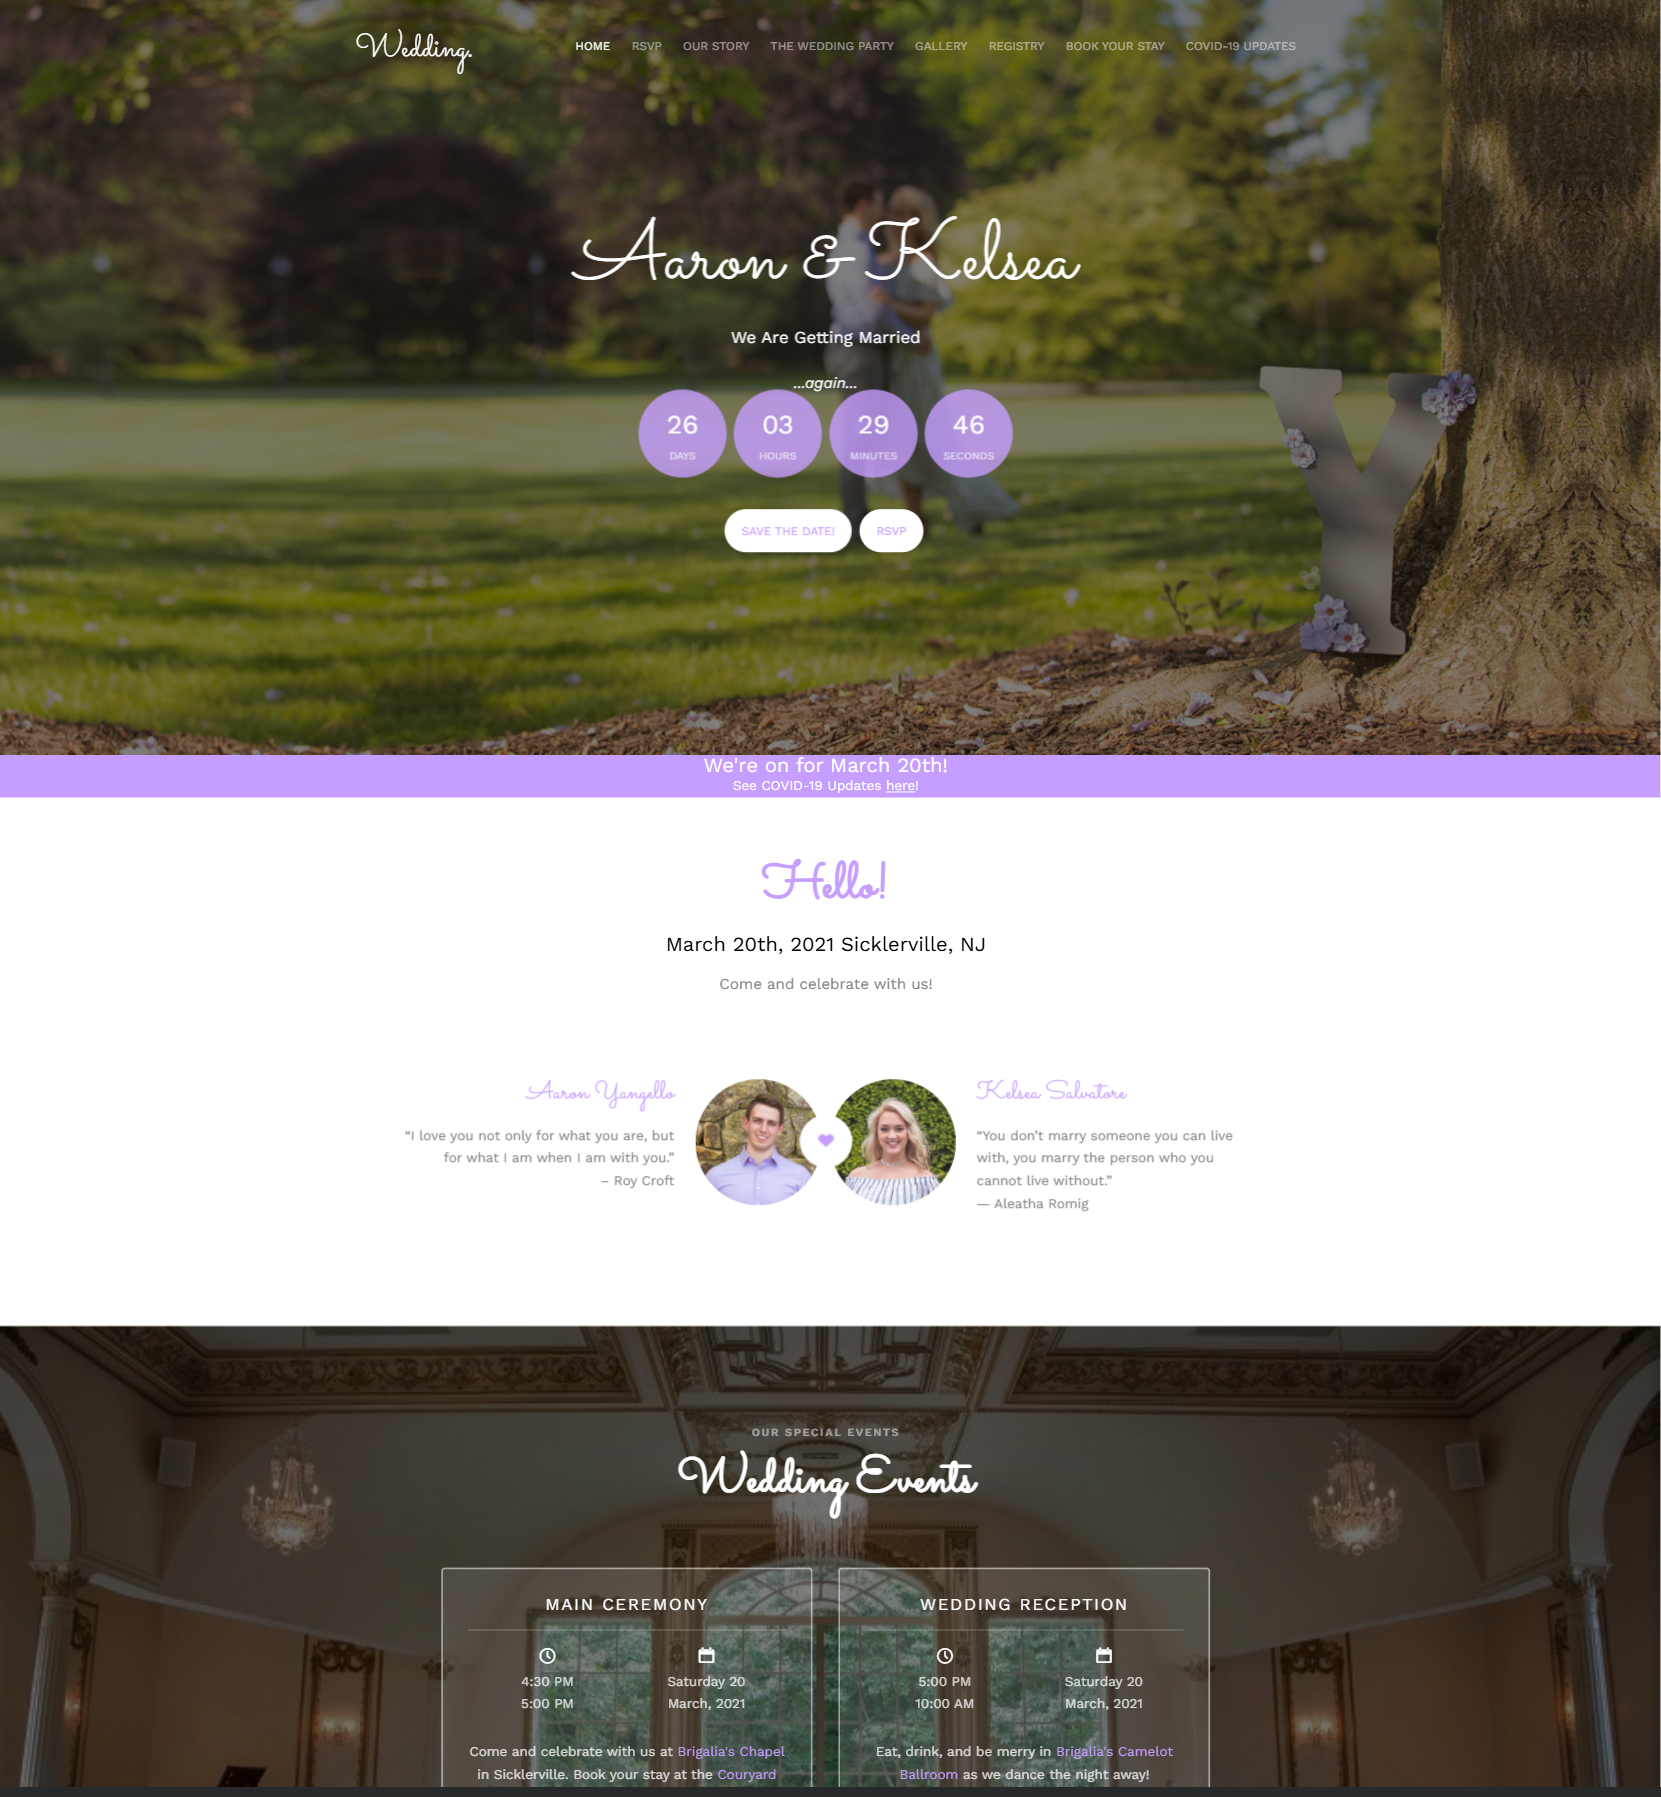 Wedding.
HOME RSVP OUR STORY THE WEDDING PARTY GALLERY REGISTRY BOOK YOUR STAY COVID-19 UPDATES
Aaron & Kelsea
We Are Getting Married
...again...
26 03 29 46
DAYS HOURS MINUTES SECONDS
SAVE THE DATE! RSVP
Y
We're on for March 20th!
See COVID-19 Updates here!
Hello!
March 20th, 2021 Sicklerville, NJ
Come and celebrate with us!
Aaron Yangello
“I love you not only for what you are, but
for what I am when I am with you.”
– Roy Croft
Kelsea Salvatore
“You don’t marry someone you can live
with, you marry the person who you
cannot live without.”
— Aleatha Romig
OUR SPECIAL EVENTS
Wedding Events
MAIN CEREMONY
4:30 PM Saturday 20
5:00 PM March, 2021
Come and celebrate with us at Brigalia's Chapel
in Sicklerville. Book your stay at the Couryard
WEDDING RECEPTION
5:00 PM Saturday 20
10:00 AM March, 2021
Eat, drink, and be merry in Brigalia's Camelot
Ballroom as we dance the night away!